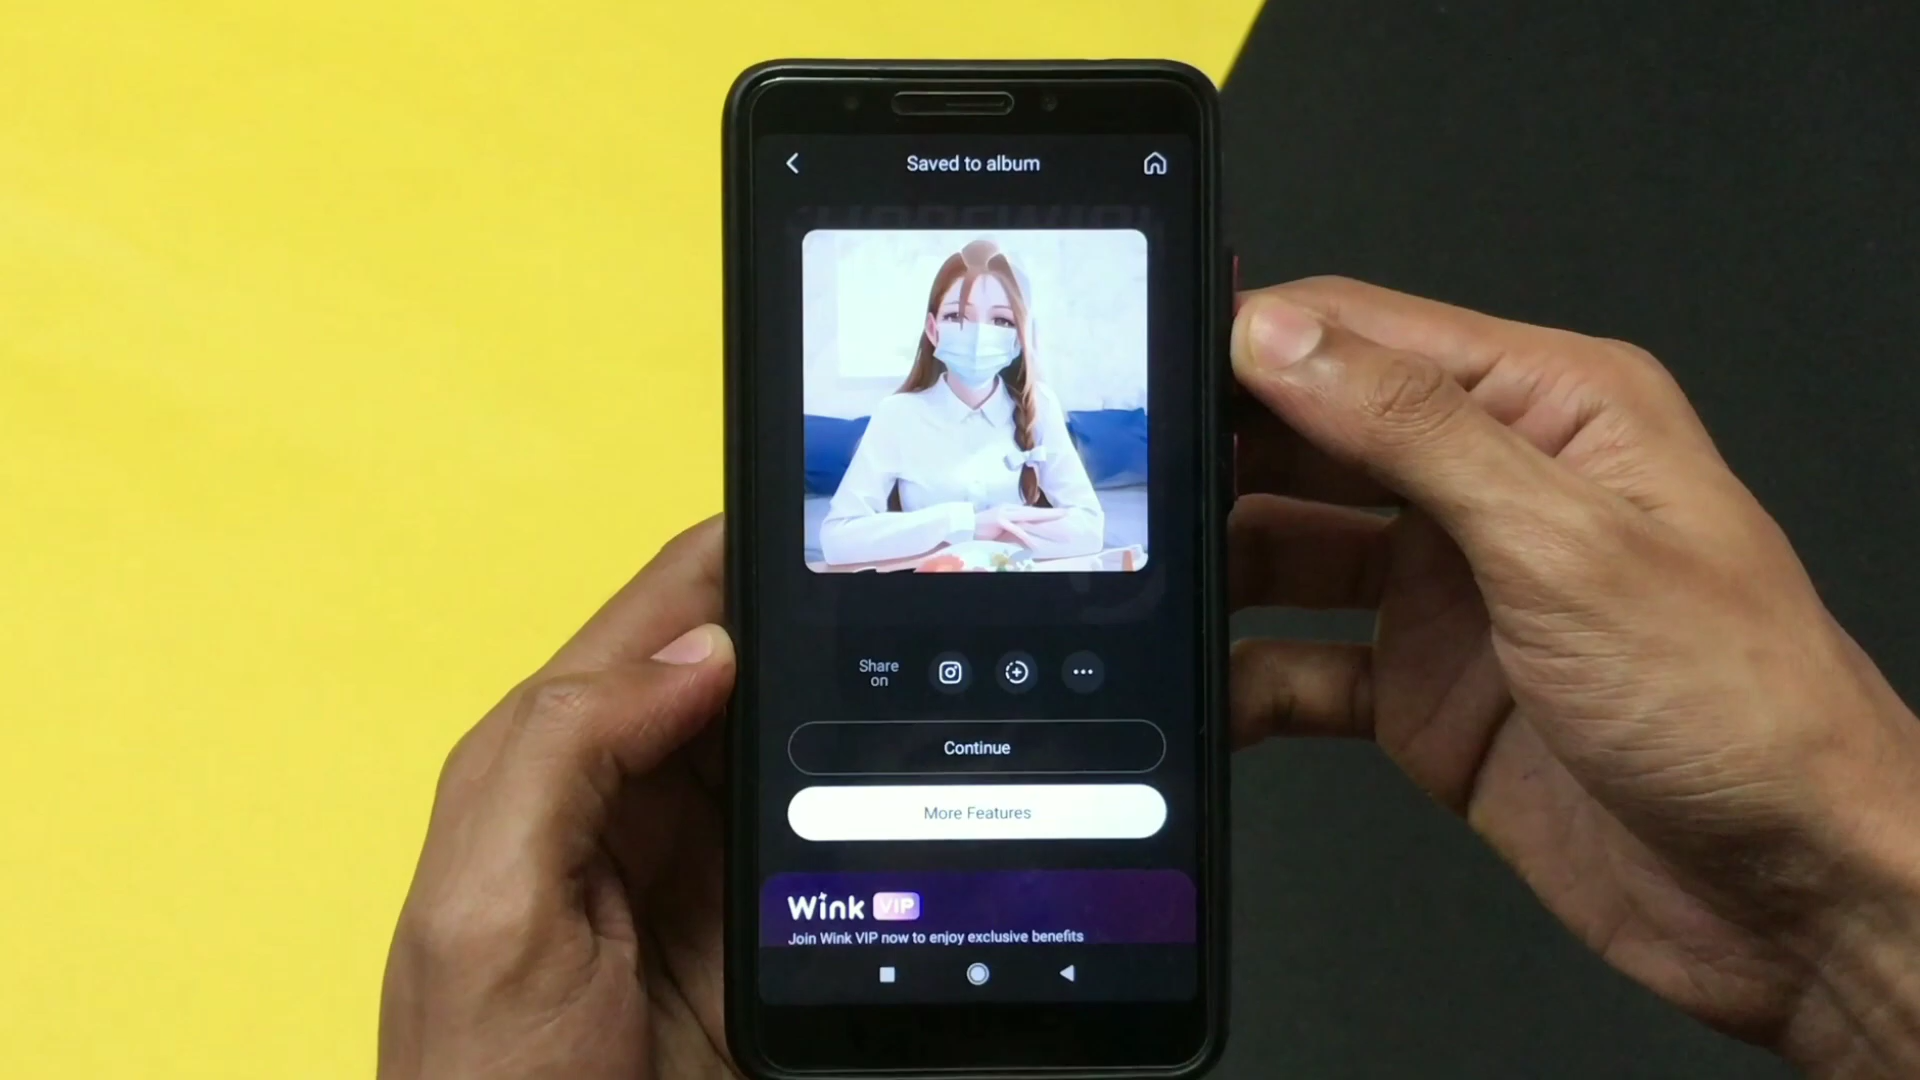 Saved to album
Share
on
Continue
More Features
Wink VIP
Join Wink VIP now to enjoy exclusive benefits